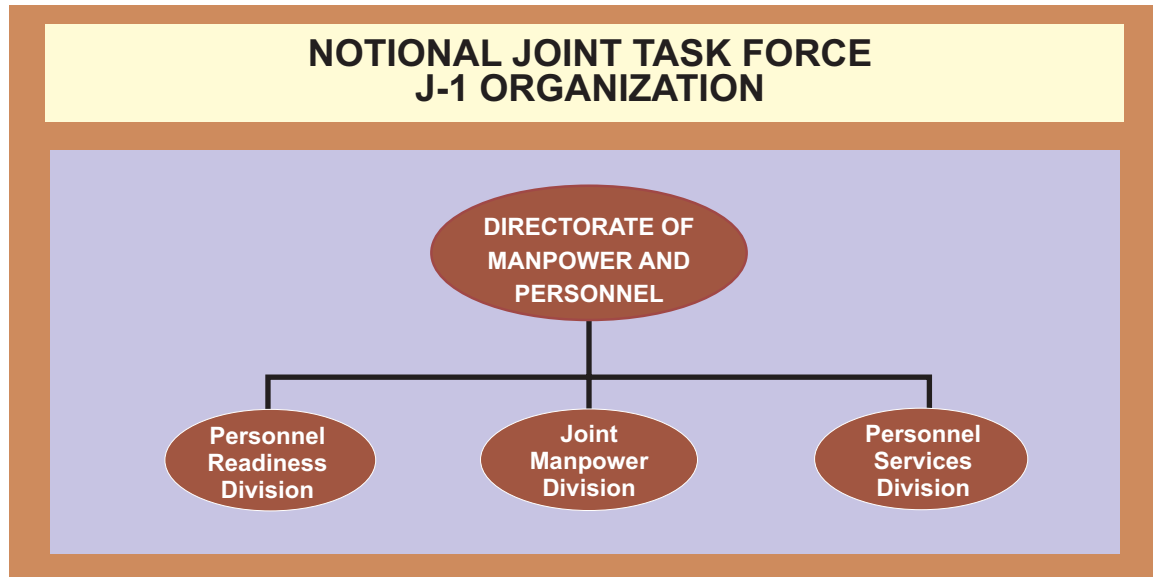 NOTIONAL JOINT TASK FORCE
J-1 ORGANIZATION
DIRECTORATE OF
MANPOWER AND
PERSONNEL
Personnel
Readiness
Division
Joint
Manpower
Division
Personnel
Services
Division